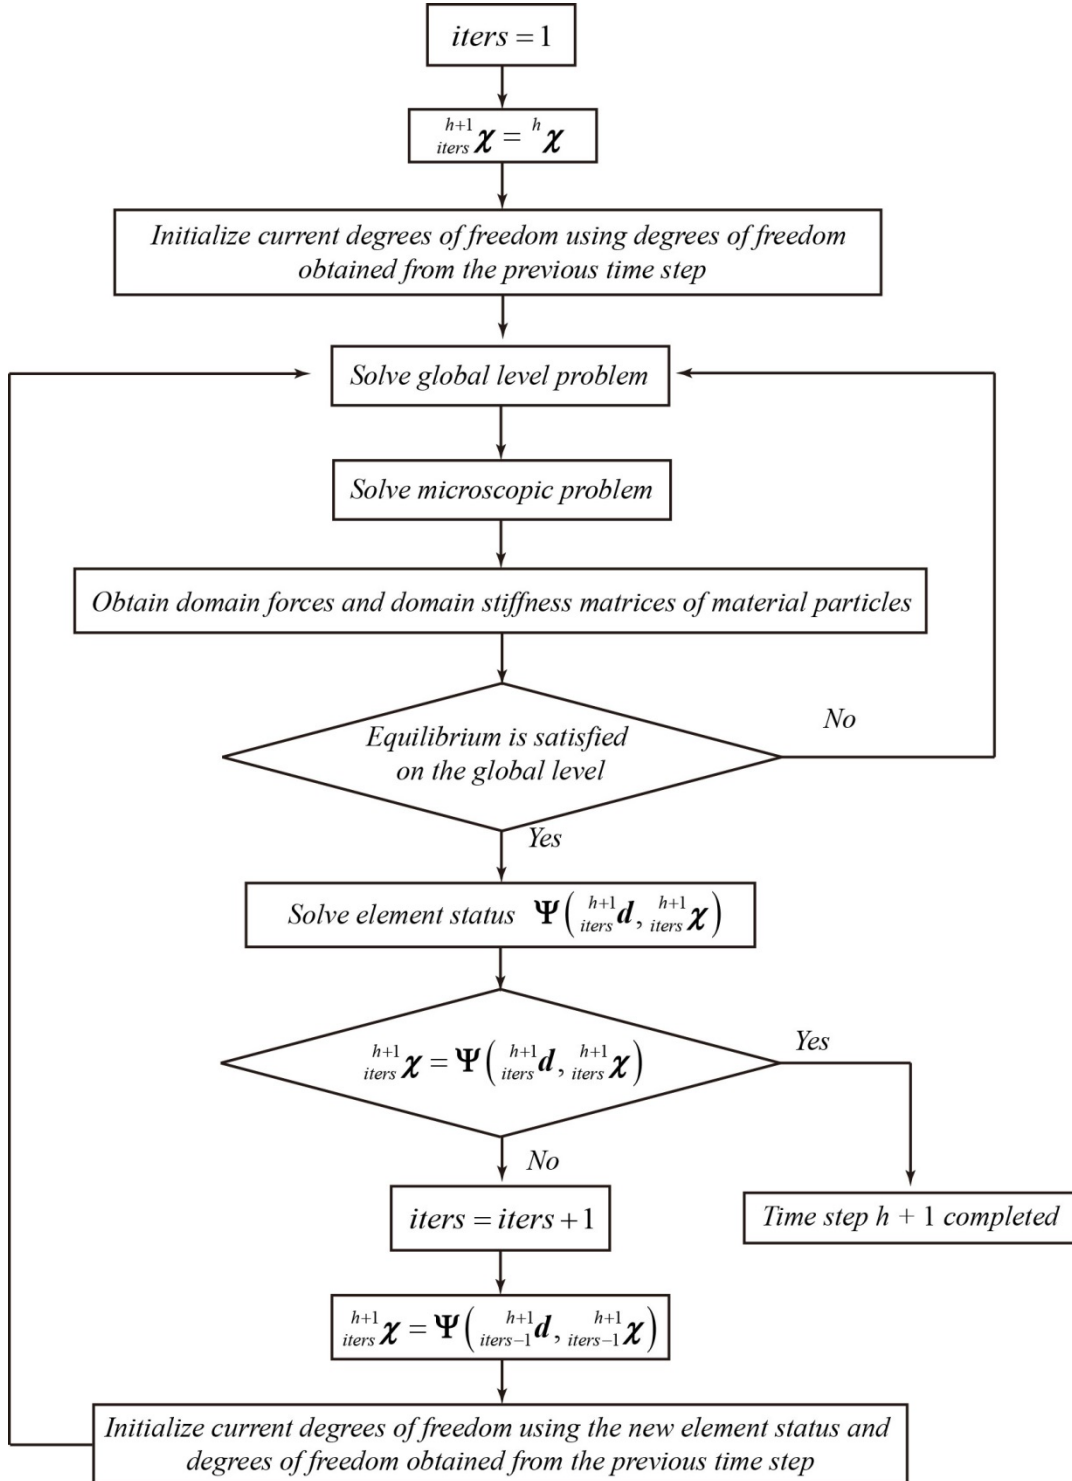 iters = 1
h+1 iters χ = h χ
Initialize current degrees of freedom using degrees of freedom
obtained from the previous time step
Solve global level problem
Solve microscopic problem
Obtain domain forces and domain stiffness matrices of material particles
No
Equilibrium is satisfied
on the global level
Yes
Solve element status Ψ( h+1 iters d, h+1 iters χ )
Yes
h+1 iters χ = Ψ( h+1 iters d, h+1 iters χ )
No
iters = iters + 1
Time step h + 1 completed
h+1 iters χ = Ψ( h+1 iters−1 d, h+1 iters−1 χ )
Initialize current degrees of freedom using the new element status and
degrees of freedom obtained from the previous time step